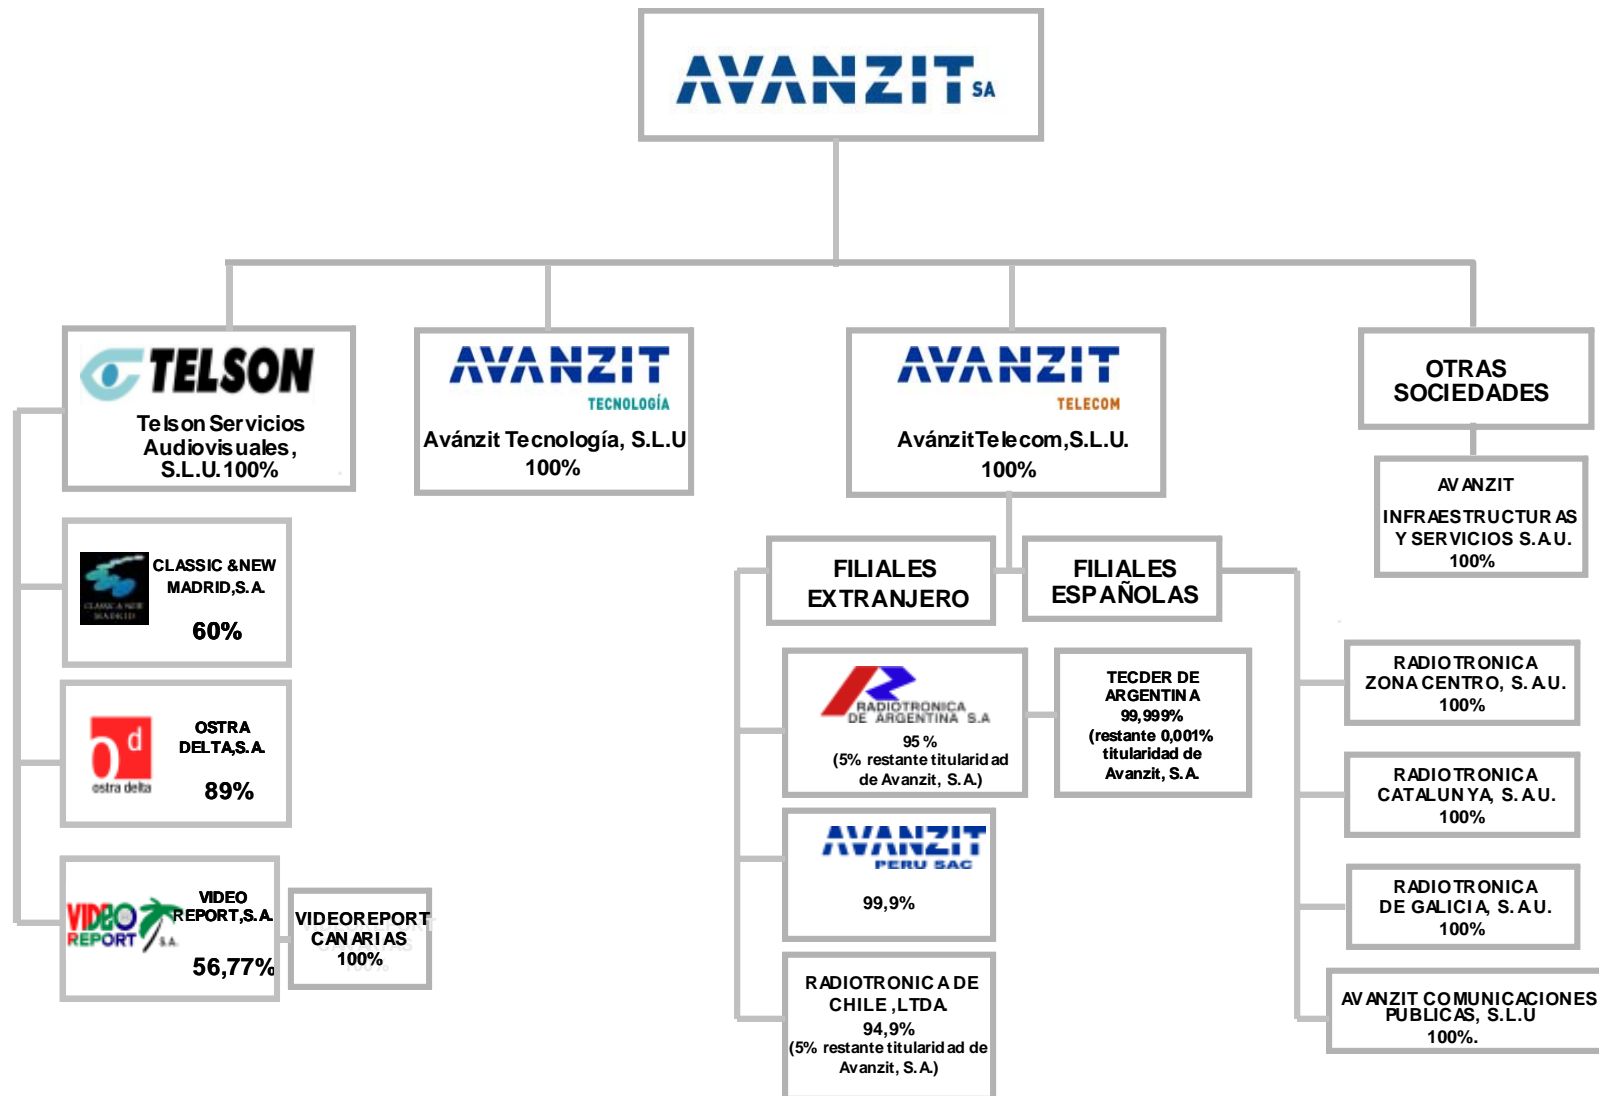 AVANZIT SA
TELSON
Telson Servicios
Audiovisuales,
S.L.U. 100%
AVANZIT
TECNOLOGÍA
Avánzit Tecnología, S.L.U
100%
AVANZIT
TELECOM
Avánzit Telecom, S.L.U.
100%
OTRAS
SOCIEDADES
AVANZIT
INFRAESTRUCTURAS
Y SERVICIOS S.A.U.
100%
CLASSIC & NEW
MADRID
CLASSIC & NEW
MADRID, S.A.
60%
od
ostra delta
OSTRA
DELTA, S.A.
89%
VIDEO
REPORT S.A.
VIDEO
REPORT, S.A.
56,77%
VIDEOREPORT
CANARIAS
100%
FILIALES
EXTRANJERO
FILIALES
ESPAÑOLAS
RADIOTRONICA
DE ARGENTINA S.A
95%
(5% restante titularidad
de Avanzit, S.A.)
TECDER DE
ARGENTINA
99,999%
(restante 0,001%
titularidad de
Avanzit, S.A.
AVANZIT
PERU SAC
99,9%
RADIOTRONICA DE
CHILE, LTDA.
94,9%
(5% restante titularidad de
Avanzit, S.A.)
RADIOTRONICA
ZONA CENTRO, S.A.U.
100%
RADIOTRONICA
CATALUNYA, S.A.U.
100%
RADIOTRONICA
DE GALICIA, S.A.U.
100%
AVANZIT COMUNICACIONES
PUBLICAS, S.L.U
100%.